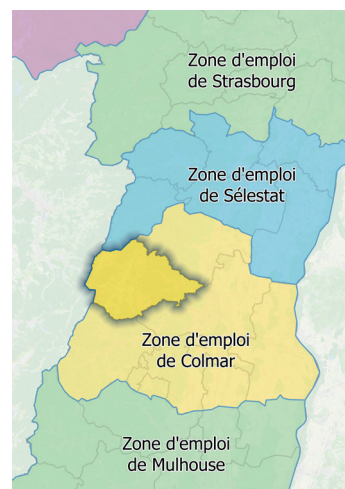 Zone d'emploi
de Strasbourg
Zone d'emploi
de Sélestat
Zone d'emploi
de Colmar
Zone d'emploi
de Mulhouse